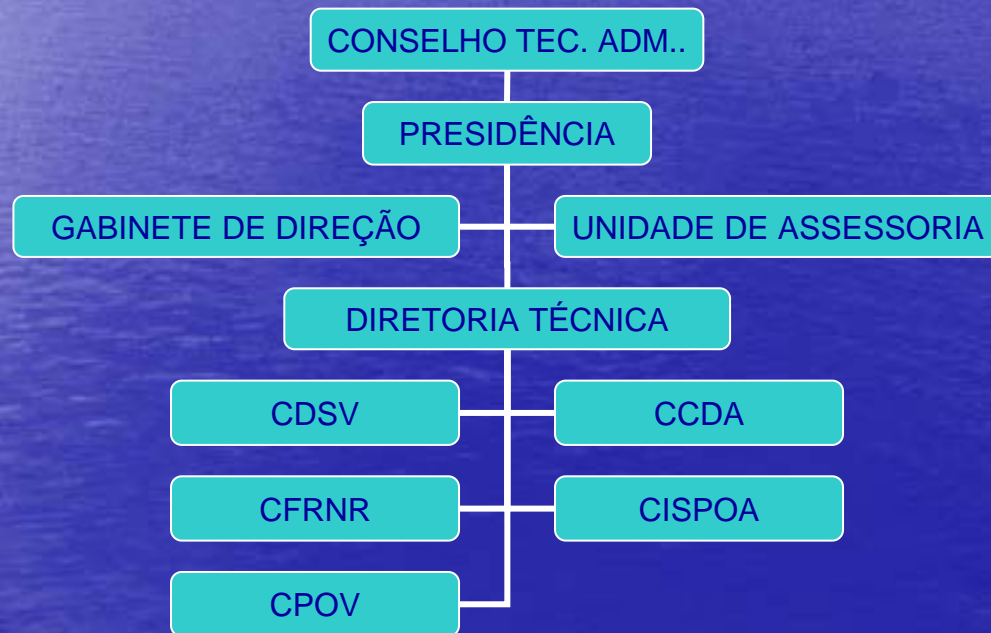 CONSELHO TEC. ADM..
PRESIDÊNCIA
GABINETE DE DIREÇÃO
UNIDADE DE ASSESSORIA
DIRETORIA TÉCNICA
CDSV
CCDA
CFRNR
CISPOA
CPOV